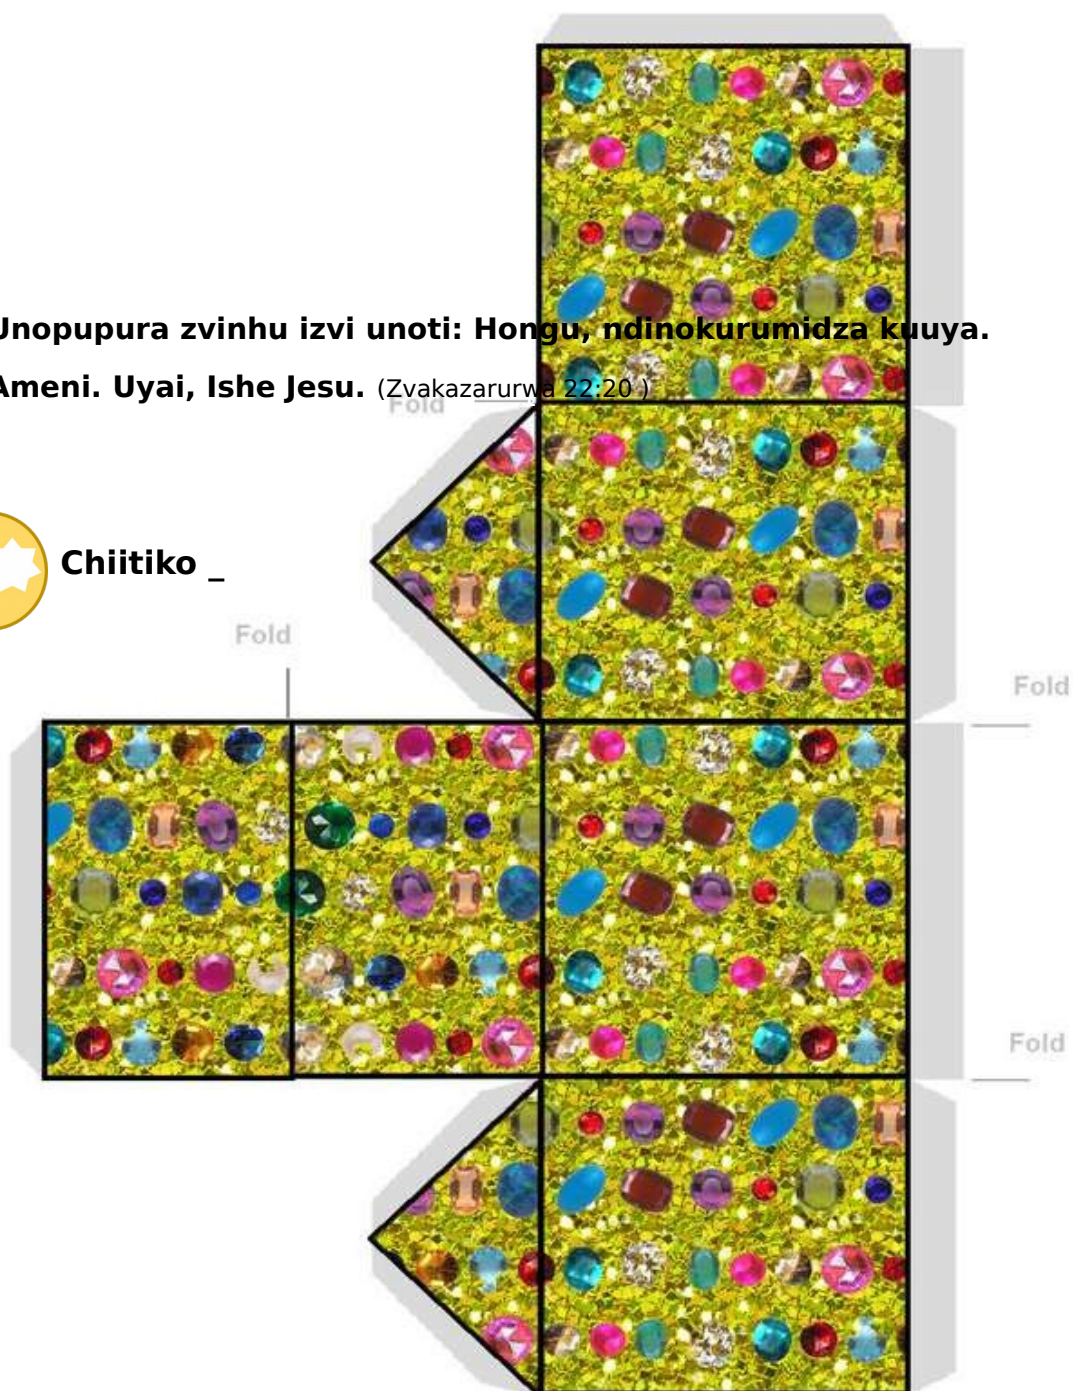 Unopupura zvinhu izvi unoti: Hongu, ndinokurumidza kuuya.
Ameni. Uyai, Ishe Jesu. (Zvakazarurwa 22:20 )
Fold
Chiitiko _
Fold
Fold
Fold